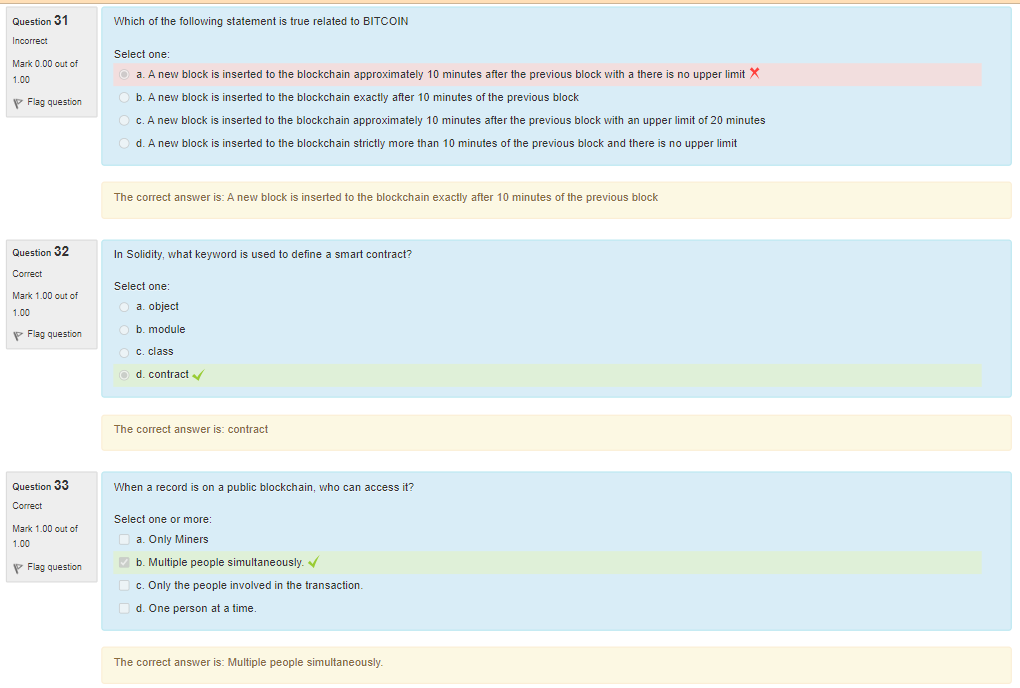 Question 31
Incorrect
Mark 0.00 out of
1.00
Flag question
Which of the following statement is true related to BITCOIN
Select one:
a. A new block is inserted to the blockchain approximately 10 minutes after the previous block with a there is no upper limit
b. A new block is inserted to the blockchain exactly after 10 minutes of the previous block
c. A new block is inserted to the blockchain approximately 10 minutes after the previous block with an upper limit of 20 minutes
d. A new block is inserted to the blockchain strictly more than 10 minutes of the previous block and there is no upper limit
The correct answer is: A new block is inserted to the blockchain exactly after 10 minutes of the previous block
Question 32
Correct
Mark 1.00 out of
1.00
Flag question
In Solidity, what keyword is used to define a smart contract?
Select one:
a. object
b. module
c. class
d. contract
The correct answer is: contract
Question 33
Correct
Mark 1.00 out of
1.00
Flag question
When a record is on a public blockchain, who can access it?
Select one or more:
a. Only Miners
b. Multiple people simultaneously.
c. Only the people involved in the transaction.
d. One person at a time.
The correct answer is: Multiple people simultaneously.